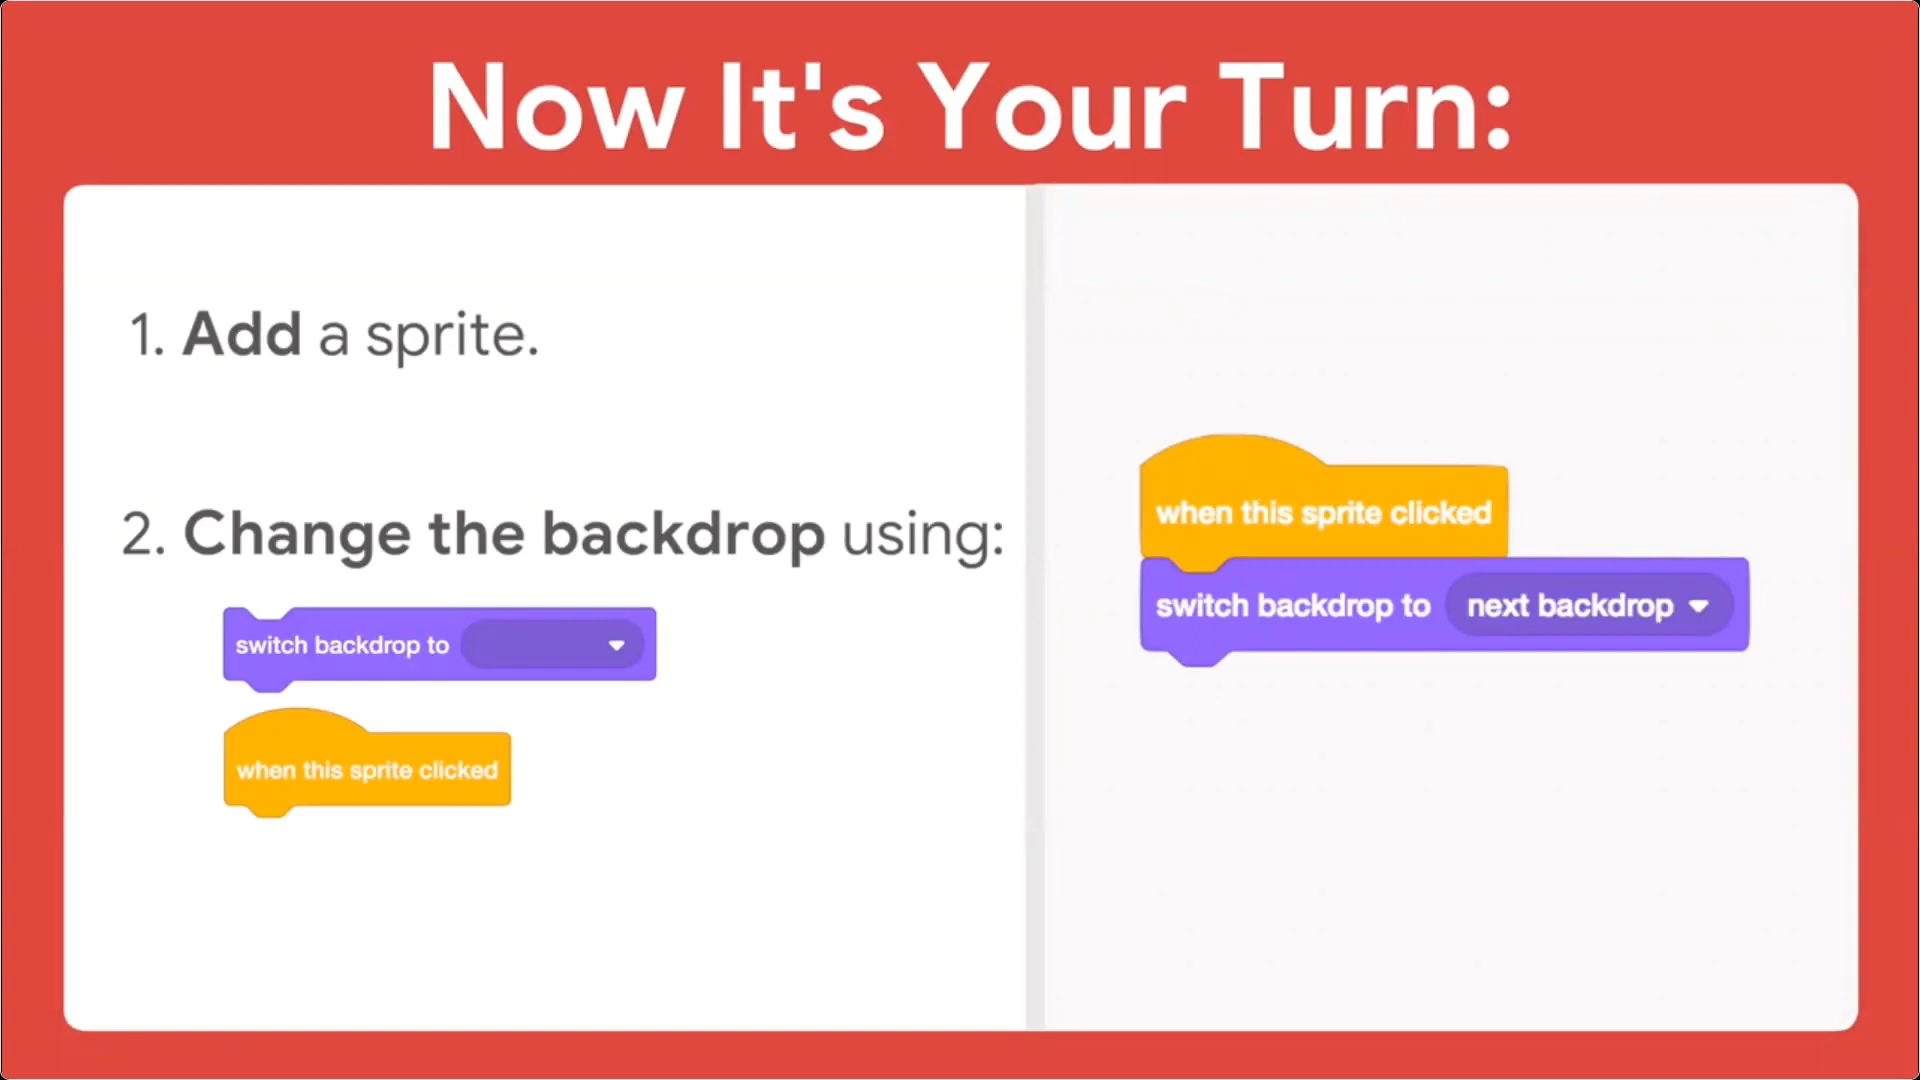 Now It's Your Turn:
1. Add a sprite.
2. Change the backdrop using:
switch backdrop to
when this sprite clicked
when this sprite clicked
switch backdrop to next backdrop